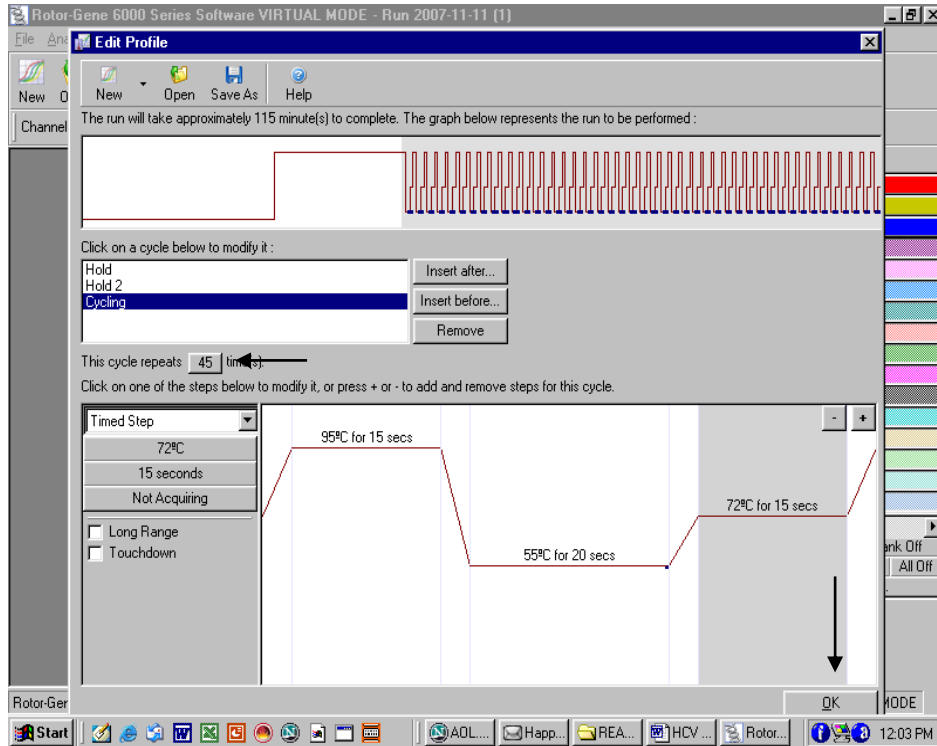 Rotor-Gene 6000 Series Software VIRTUAL MODE - Run 2007-11-11 (1)
File Ana
Edit Profile
New
New Open Save As Help
Channel
The run will take approximately 115 minute(s) to complete. The graph below represents the run to be performed :
Click on a cycle below to modify it :
Hold
Hold 2
Cycling
Insert after...
Insert before...
Remove
This cycle repeats 45 time(s).
Click on one of the steps below to modify it, or press + or - to add and remove steps for this cycle.
Timed Step
- +
72ºC
15 seconds
Not Acquiring
Long Range
Touchdown
95ºC for 15 secs
55ºC for 20 secs
72ºC for 15 secs
ank Off
All Off
OK
Rotor-Ger
MODE
Start AOL... Happ... REA... HCV ... Rotor... 12:03 PM